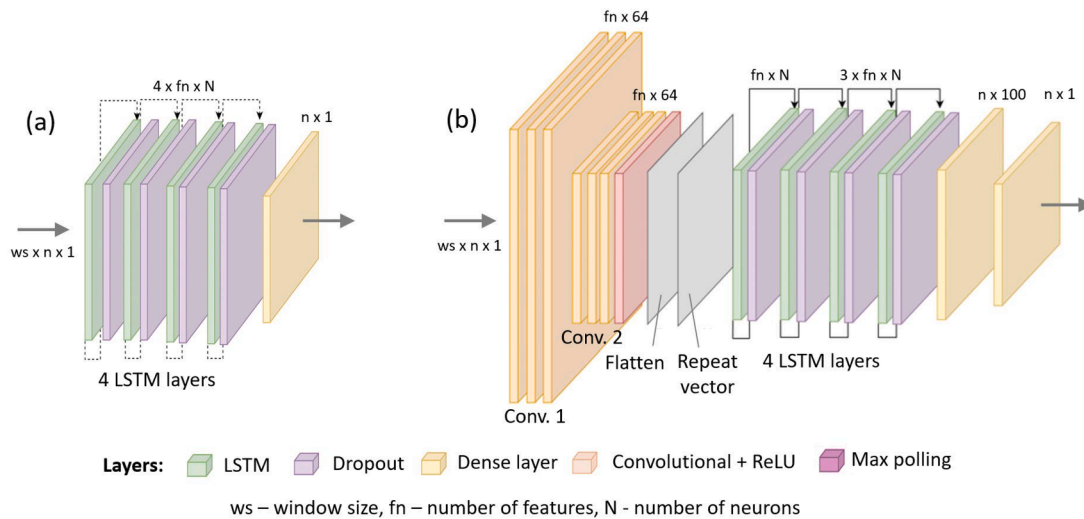 (a)
4 x fn x N
n x 1
ws x n x 1
4 LSTM layers
(b)
fn x 64
fn x 64
fn x N
3 x fn x N
n x 100
n x 1
ws x n x 1
Conv. 1
Conv. 2
Flatten
Repeat
vector
4 LSTM layers
Layers: LSTM Dropout Dense layer Convolutional + ReLU Max polling
ws – window size, fn – number of features, N - number of neurons